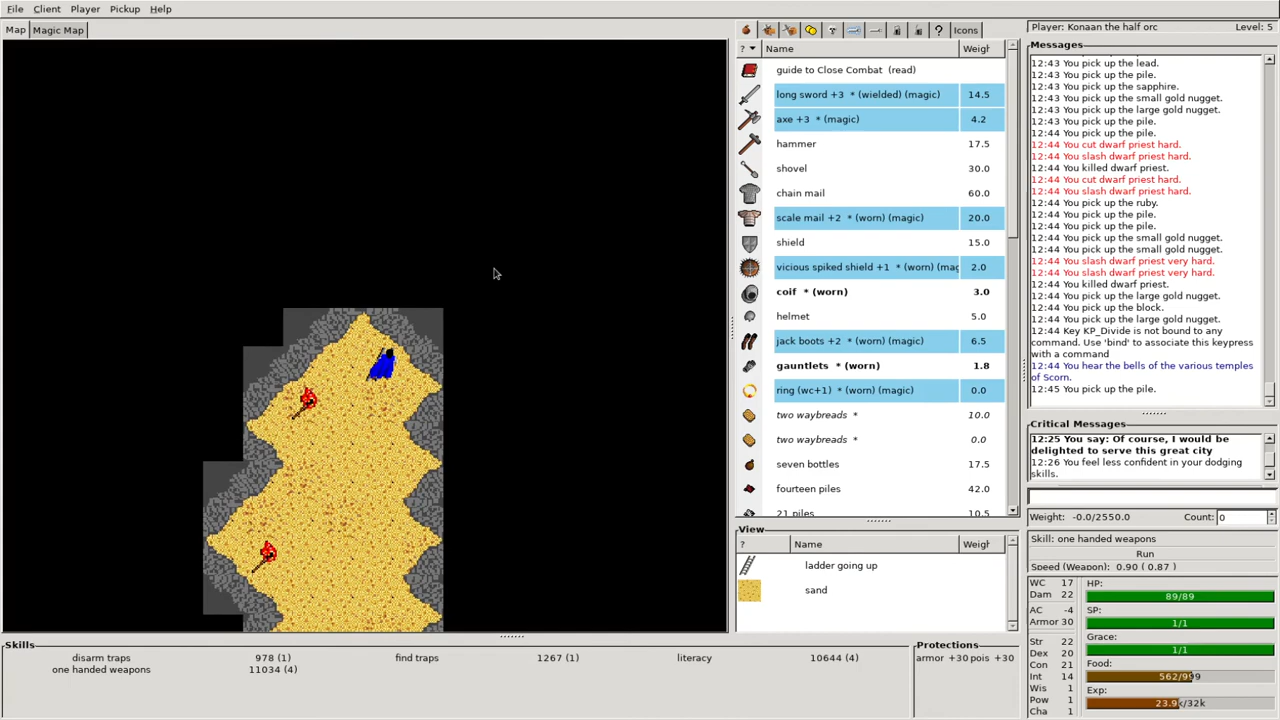 File Client Player Pickup Help
Map Magic Map
? Name Weigh
guide to Close Combat (read)
long sword +3 * (wielded) (magic) 14.5
axe +3 * (magic) 4.2
hammer 17.5
shovel 30.0
chain mail 60.0
scale mail +2 * (worn) (magic) 20.0
shield 15.0
vicious spiked shield +1 * (worn) (mag 2.0
coif * (worn) 3.0
helmet 5.0
jack boots +2 * (worn) (magic) 6.5
gauntlets * (worn) 1.8
ring (wc+1) * (worn) (magic) 0.0
two waybreads * 10.0
two waybreads * 0.0
seven bottles 17.5
fourteen piles 42.0
21 piles 10.5
? Icons
View
? Name Weigh
ladder going up
sand
Player: Konaan the half orc Level: 5
Messages
12:43 You pick up the lead.
12:43 You pick up the pile.
12:43 You pick up the sapphire.
12:43 You pick up the small gold nugget.
12:43 You pick up the large gold nugget.
12:43 You pick up the pile.
12:44 You pick up the pile.
12:44 You cut dwarf priest hard.
12:44 You slash dwarf priest hard.
12:44 You killed dwarf priest.
12:44 You cut dwarf priest hard.
12:44 You slash dwarf priest hard.
12:44 You pick up the ruby.
12:44 You pick up the pile.
12:44 You pick up the pile.
12:44 You pick up the small gold nugget.
12:44 You pick up the small gold nugget.
12:44 You slash dwarf priest very hard.
12:44 You slash dwarf priest very hard.
12:44 You killed dwarf priest.
12:44 You pick up the large gold nugget.
12:44 You pick up the block.
12:44 You pick up the large gold nugget.
12:44 Key KP_Divide is not bound to any
command. Use 'bind' to associate this keypress
with a command
12:44 You hear the bells of the various temples
of Scorn.
12:45 You pick up the pile.
Critical Messages
12:25 You say: Of course, I would be
delighted to serve this great city
12:26 You feel less confident in your dodging
skills.
Weight: -0.0/2550.0 Count: 0
Skill: one handed weapons
Run
Speed (Weapon): 0.90 ( 0.87 )
WC 17
Dam 22
AC -4
Armor 30
Str 22
Dex 20
Con 21
Int 14
Wis 1
Pow 1
Cha 1
HP:
89/89
SP:
1/1
Grace:
1/1
Food:
562/999
Exp:
23.9k/32k
Skills
disarm traps 978 (1) find traps 1267 (1) literacy 10644 (4)
one handed weapons 11034 (4)
Protections
armor +30 pois +30